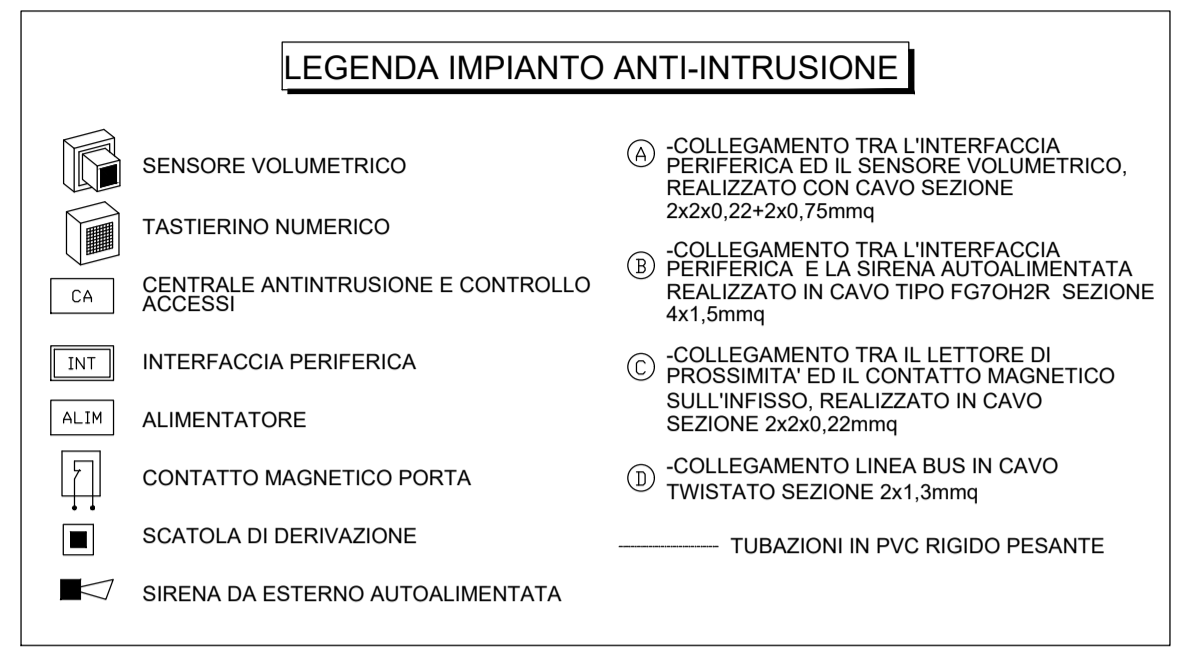 LEGENDA IMPIANTO ANTI-INTRUSIONE
SENSORE VOLUMETRICO
TASTIERINO NUMERICO
CA
CENTRALE ANTINTRUSIONE E CONTROLLO
ACCESSI
INT
INTERFACCIA PERIFERICA
ALIM
ALIMENTATORE
CONTATTO MAGNETICO PORTA
SCATOLA DI DERIVAZIONE
SIRENA DA ESTERNO AUTOALIMENTATA
A
-COLLEGAMENTO TRA L'INTERFACCIA
PERIFERICA ED IL SENSORE VOLUMETRICO,
REALIZZATO CON CAVO SEZIONE
2x2x0,22+2x0,75mmq
B
-COLLEGAMENTO TRA L'INTERFACCIA
PERIFERICA E LA SIRENA AUTOALIMENTATA
REALIZZATO IN CAVO TIPO FG7OH2R SEZIONE
4x1,5mmq
C
-COLLEGAMENTO TRA IL LETTORE DI
PROSSIMITA' ED IL CONTATTO MAGNETICO
SULL'INFISSO, REALIZZATO IN CAVO
SEZIONE 2x2x0,22mmq
D
-COLLEGAMENTO LINEA BUS IN CAVO
TWISTATO SEZIONE 2x1,3mmq
TUBAZIONI IN PVC RIGIDO PESANTE